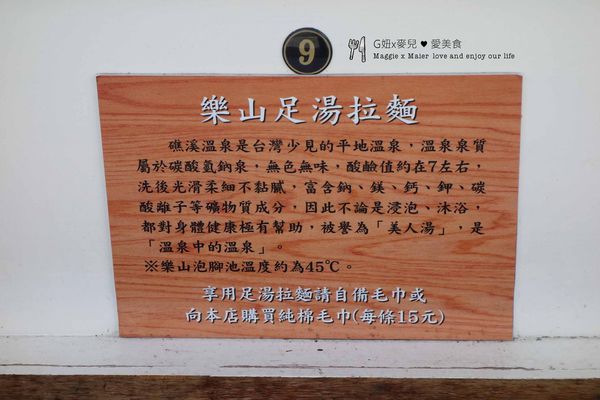 9
G妞x麥兒 ♥ 愛美食
Maggie x Maier love and enjoy our life
樂山足湯拉麵
礁溪溫泉是台灣少見的平地溫泉，溫泉泉質
屬於碳酸氫鈉泉，無色無味，酸鹼值約在7左右，
洗後光滑柔細不黏膩，富含鈉、鎂、鈣、鉀、碳
酸離子等礦物質成分，因此不論是浸泡、沐浴，
都對身體健康極有幫助，被譽為「美人湯」，是
「溫泉中的溫泉」。
※樂山泡腳池溫度約為45℃。
享用足湯拉麵請自備毛巾或
向本店購買純棉毛巾(每條15元)